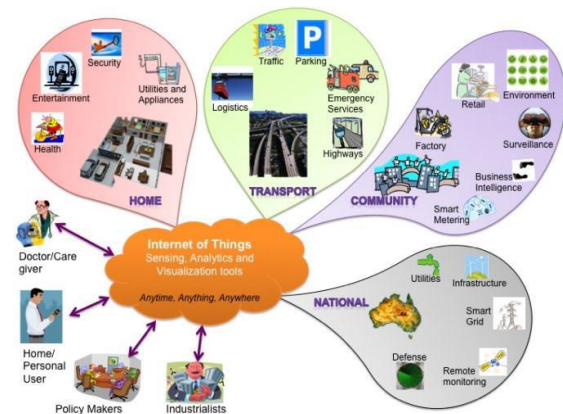 Security
Entertainment
Utilities and
Appliances
Health
HOME
Traffic
Parking
Logistics
Emergency
Services
Highways
TRANSPORT
Retail
Environment
Factory
Surveillance
Business
Intelligence
COMMUNITY
Smart
Metering
Internet of Things
Sensing, Analytics and
Visualization tools
Anytime, Anything, Anywhere
Doctor/Care
giver
Home/
Personal
User
Policy Makers
Industrialists
NATIONAL
Utilities
Infrastructure
Smart
Grid
Defense
Remote
monitoring